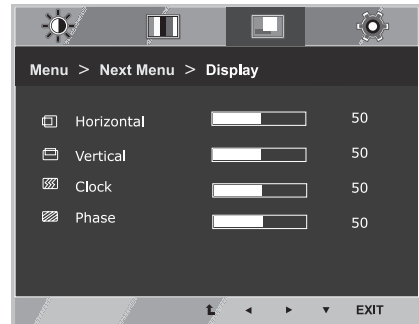 Menu > Next Menu > Display
Horizontal 50
Vertical 50
Clock 50
Phase 50
EXIT